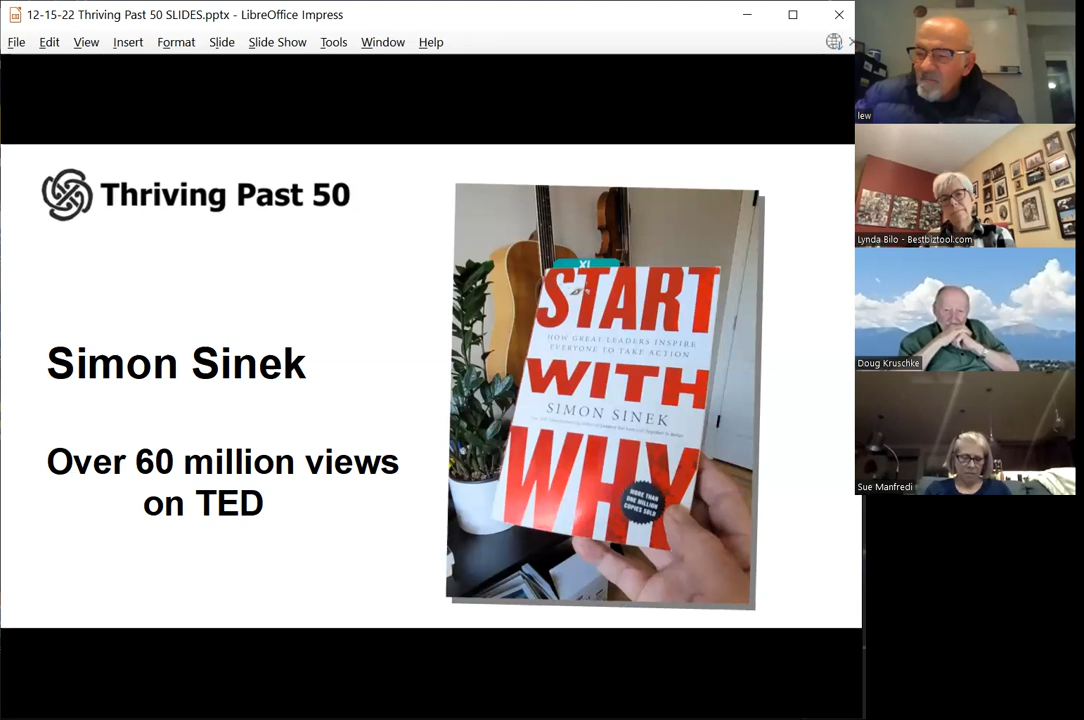 12-15-22 Thriving Past 50 SLIDES.pptx - LibreOffice Impress
File Edit View Insert Format Slide Slide Show Tools Window Help
Thriving Past 50
Simon Sinek
Over 60 million views
on TED
XL
START
HOW GREAT LEADERS INSPIRE
EVERYONE TO TAKE ACTION
WITH
SIMON SINEK
WHY
MORE THAN
ONE MILLION
COPIES SOLD
lew
Lynda Bilo - Bestbiztool.com
Doug Kruschke
Sue Manfredi